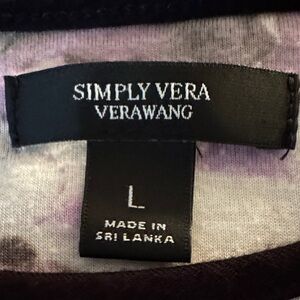 SIMPLY VERA
VERAWANG
L
MADE IN
SRI LANKA